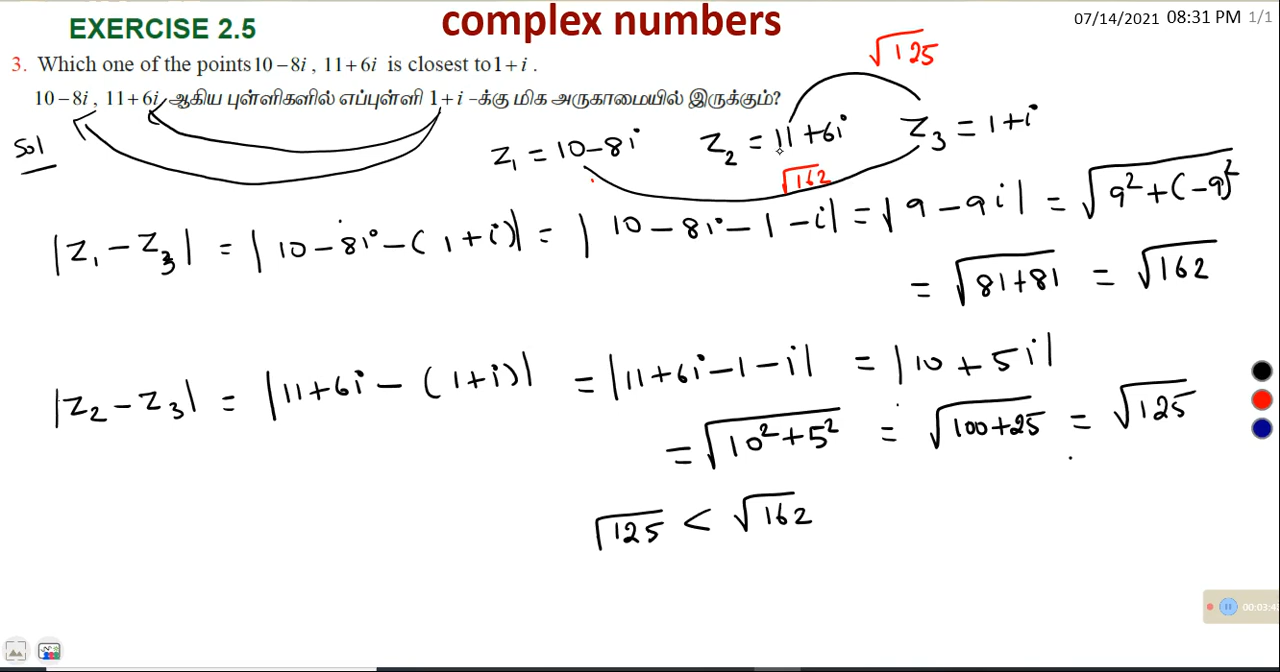 complex numbers
07/14/2021 08:31 PM 1/1
EXERCISE 2.5
3. Which one of the points 10 – 8i , 11 + 6i is closest to 1 + i .
10 – 8i , 11 + 6i ஆகிய புள்ளிகளில் எப்புள்ளி 1 + i -க்கு மிக அருகாமையில் இருக்கும்?
√125
Sol
z₁ = 10 – 8i z₂ = 11 + 6i z₃ = 1 + i
√162
|z₁ – z₃| = |10 – 8i – (1 + i)| = |10 – 8i – 1 – i| = |9 – 9i| = √9² + (–9)²
= √81+81 = √162
|z₂ – z₃| = |11 + 6i – (1 + i)| = |11 + 6i – 1 – i| = |10 + 5i|
= √10² + 5² = √100+25 = √125
√125 < √162
00:03:4